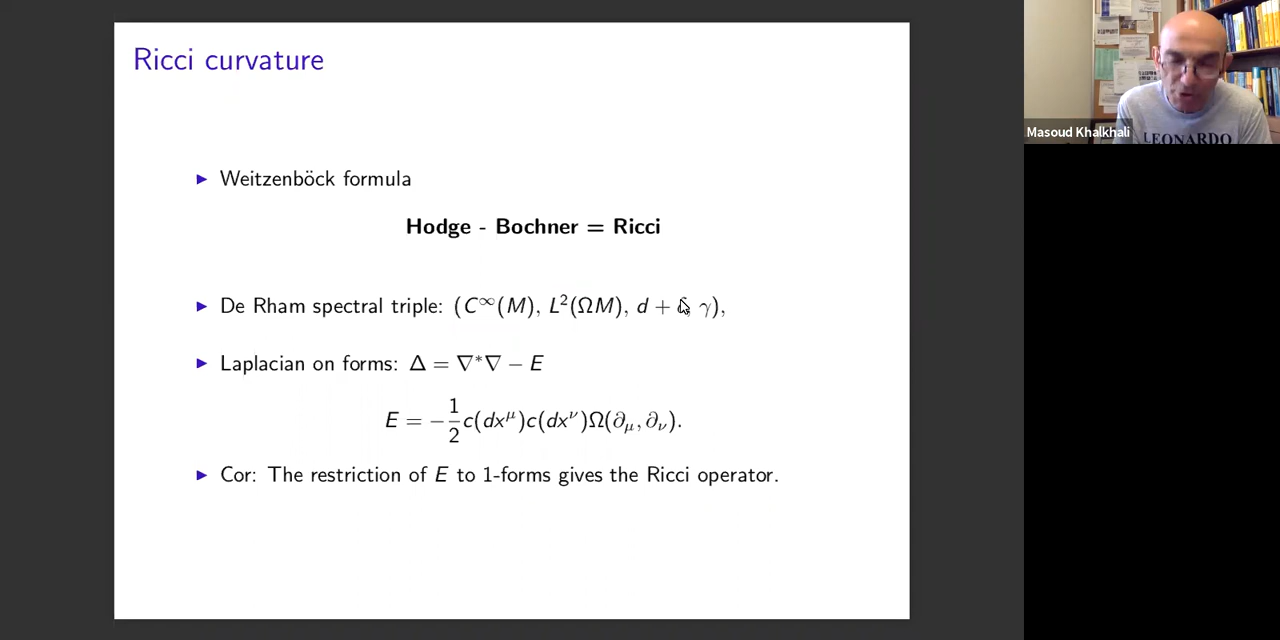 Ricci curvature
▶ Weitzenböck formula
Hodge - Bochner = Ricci
▶ De Rham spectral triple: (C^∞(M), L²(ΩM), d + γ),
▶ Laplacian on forms: Δ = ∇*∇ − E
E = −1/2 c(dx^μ)c(dx^ν)Ω(∂_μ, ∂_ν).
▶ Cor: The restriction of E to 1-forms gives the Ricci operator.
Masoud Khalkhali
LEONARDO